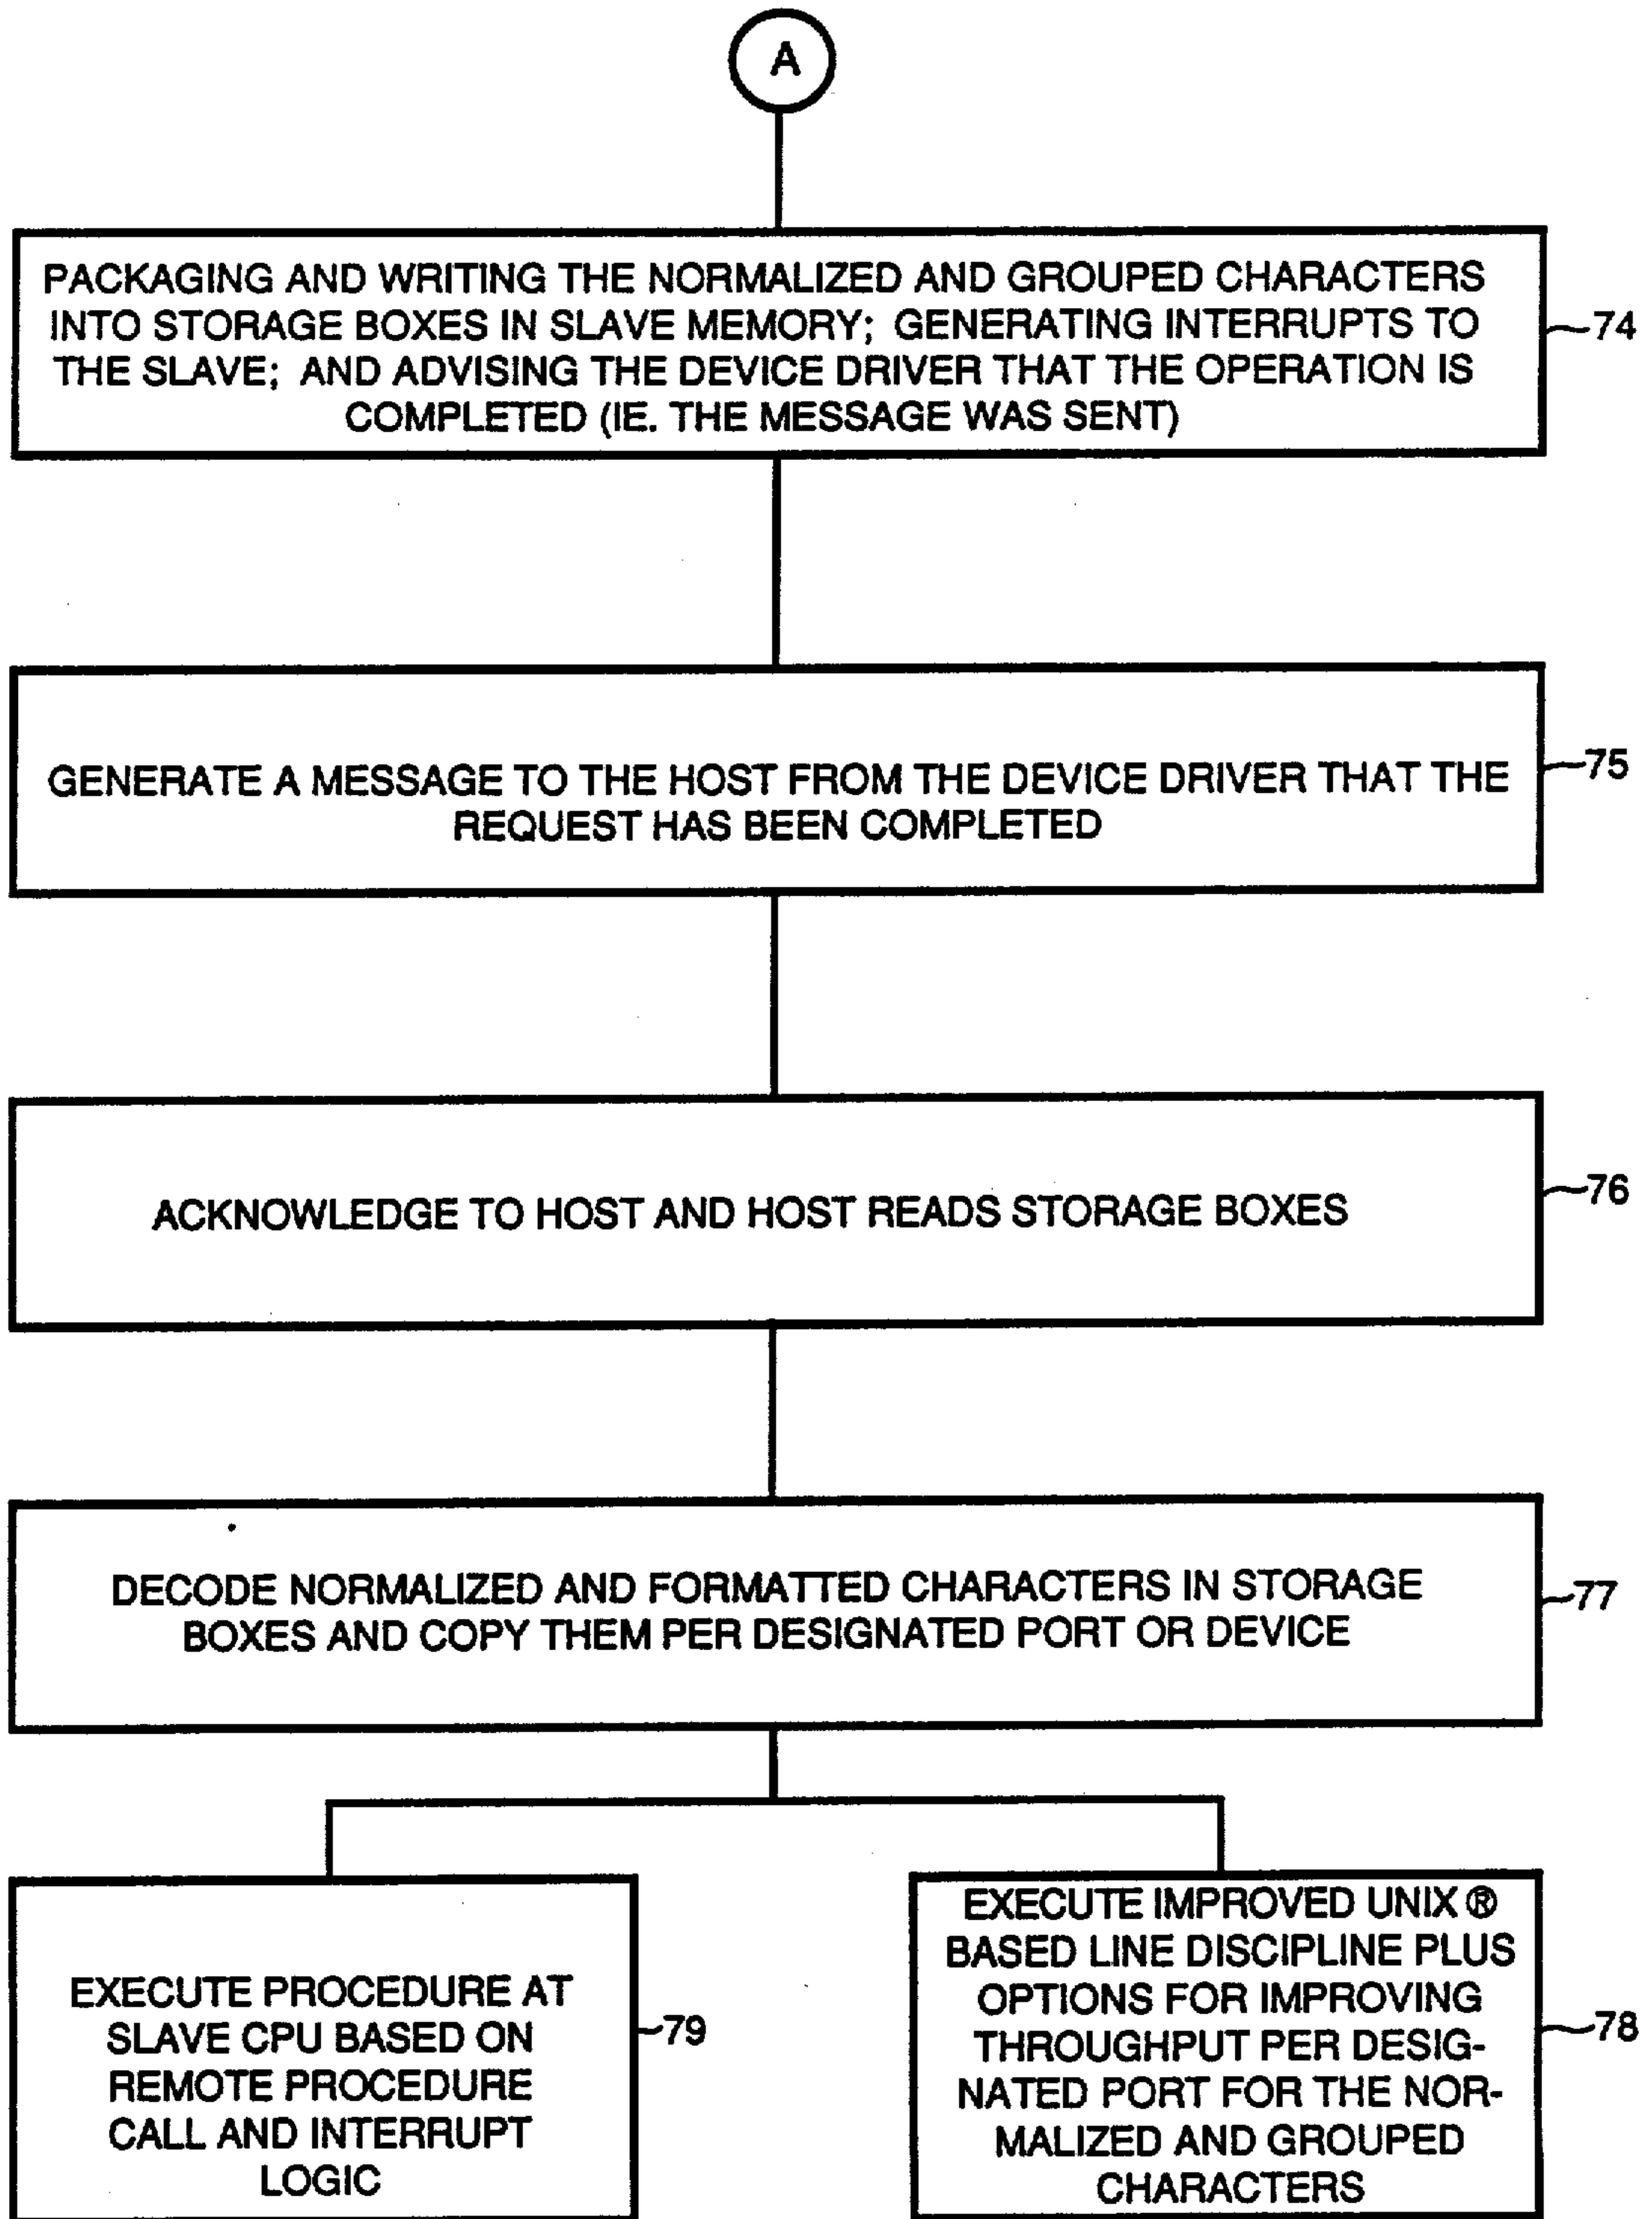 A
PACKAGING AND WRITING THE NORMALIZED AND GROUPED CHARACTERS
INTO STORAGE BOXES IN SLAVE MEMORY; GENERATING INTERRUPTS TO
THE SLAVE; AND ADVISING THE DEVICE DRIVER THAT THE OPERATION IS
COMPLETED (IE. THE MESSAGE WAS SENT)
74
GENERATE A MESSAGE TO THE HOST FROM THE DEVICE DRIVER THAT THE
REQUEST HAS BEEN COMPLETED
75
ACKNOWLEDGE TO HOST AND HOST READS STORAGE BOXES
76
DECODE NORMALIZED AND FORMATTED CHARACTERS IN STORAGE
BOXES AND COPY THEM PER DESIGNATED PORT OR DEVICE
77
EXECUTE PROCEDURE AT
SLAVE CPU BASED ON
REMOTE PROCEDURE
CALL AND INTERRUPT
LOGIC
79
EXECUTE IMPROVED UNIX ®
BASED LINE DISCIPLINE PLUS
OPTIONS FOR IMPROVING
THROUGHPUT PER DESIG-
NATED PORT FOR THE NOR-
MALIZED AND GROUPED
CHARACTERS
78